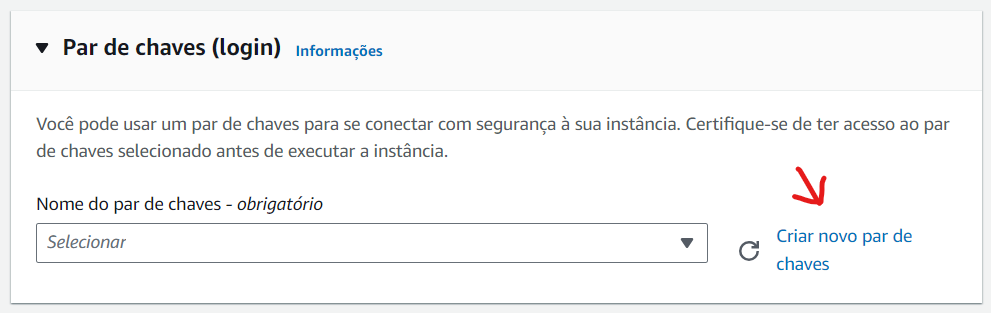 Par de chaves (login) Informações
Você pode usar um par de chaves para se conectar com segurança à sua instância. Certifique-se de ter acesso ao par
de chaves selecionado antes de executar a instância.
Nome do par de chaves - obrigatório
Selecionar
Criar novo par de
chaves